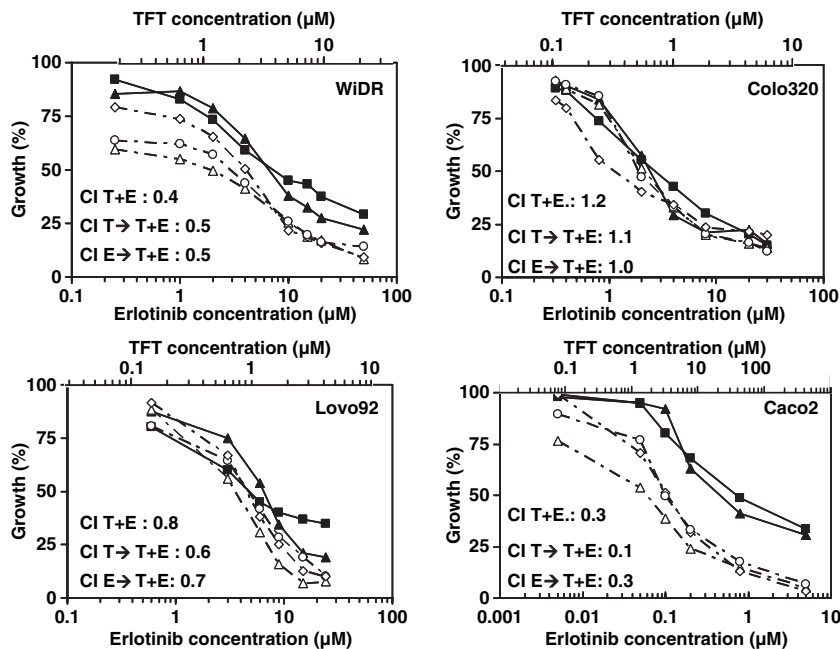 TFT concentration (µM)
0.1 1 10
100
75
50
25
0
Growth (%)
WiDR
CI T+E : 0.4
CI T→ T+E : 0.5
CI E→ T+E : 0.5
0.1 1 10 100
Erlotinib concentration (µM)
TFT concentration (µM)
0.1 1 10
100
75
50
25
0
Growth (%)
Colo320
CI T+E.: 1.2
CI T→ T+E: 1.1
CI E→ T+E: 1.0
0.1 1 10 100
Erlotinib concentration (µM)
TFT concentration (µM)
0.1 1 10
100
75
50
25
0
Growth (%)
Lovo92
CI T+E : 0.8
CI T→ T+E : 0.6
CI E→ T+E: 0.7
0.1 1 10 100
Erlotinib concentration (µM)
TFT concentration (µM)
0.1 1 10 100
100
75
50
25
0
Growth (%)
Caco2
CI T+E.: 0.3
CI T→ T+E: 0.1
CI E→ T+E: 0.3
0.001 0.01 0.1 1 10
Erlotinib concentration (µM)